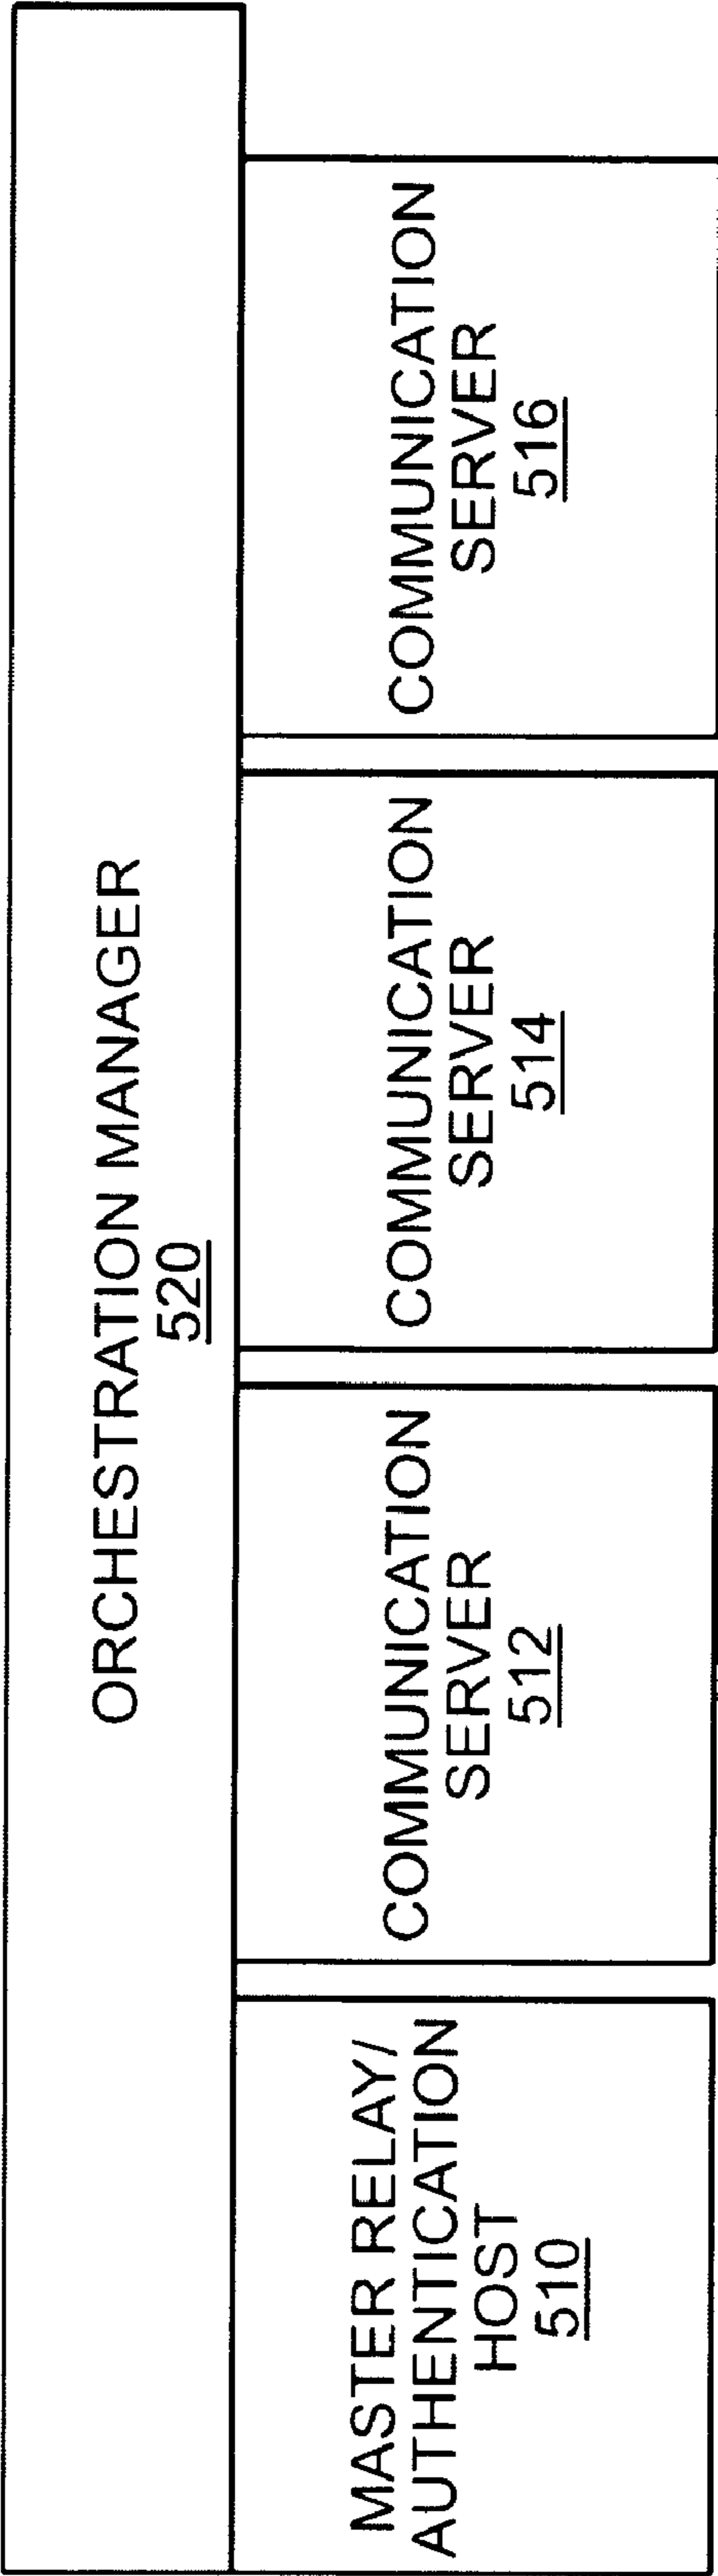 ORCHESTRATION MANAGER
520
MASTER RELAY/
AUTHENTICATION
HOST
510
COMMUNICATION
SERVER
512
COMMUNICATION
SERVER
514
COMMUNICATION
SERVER
516